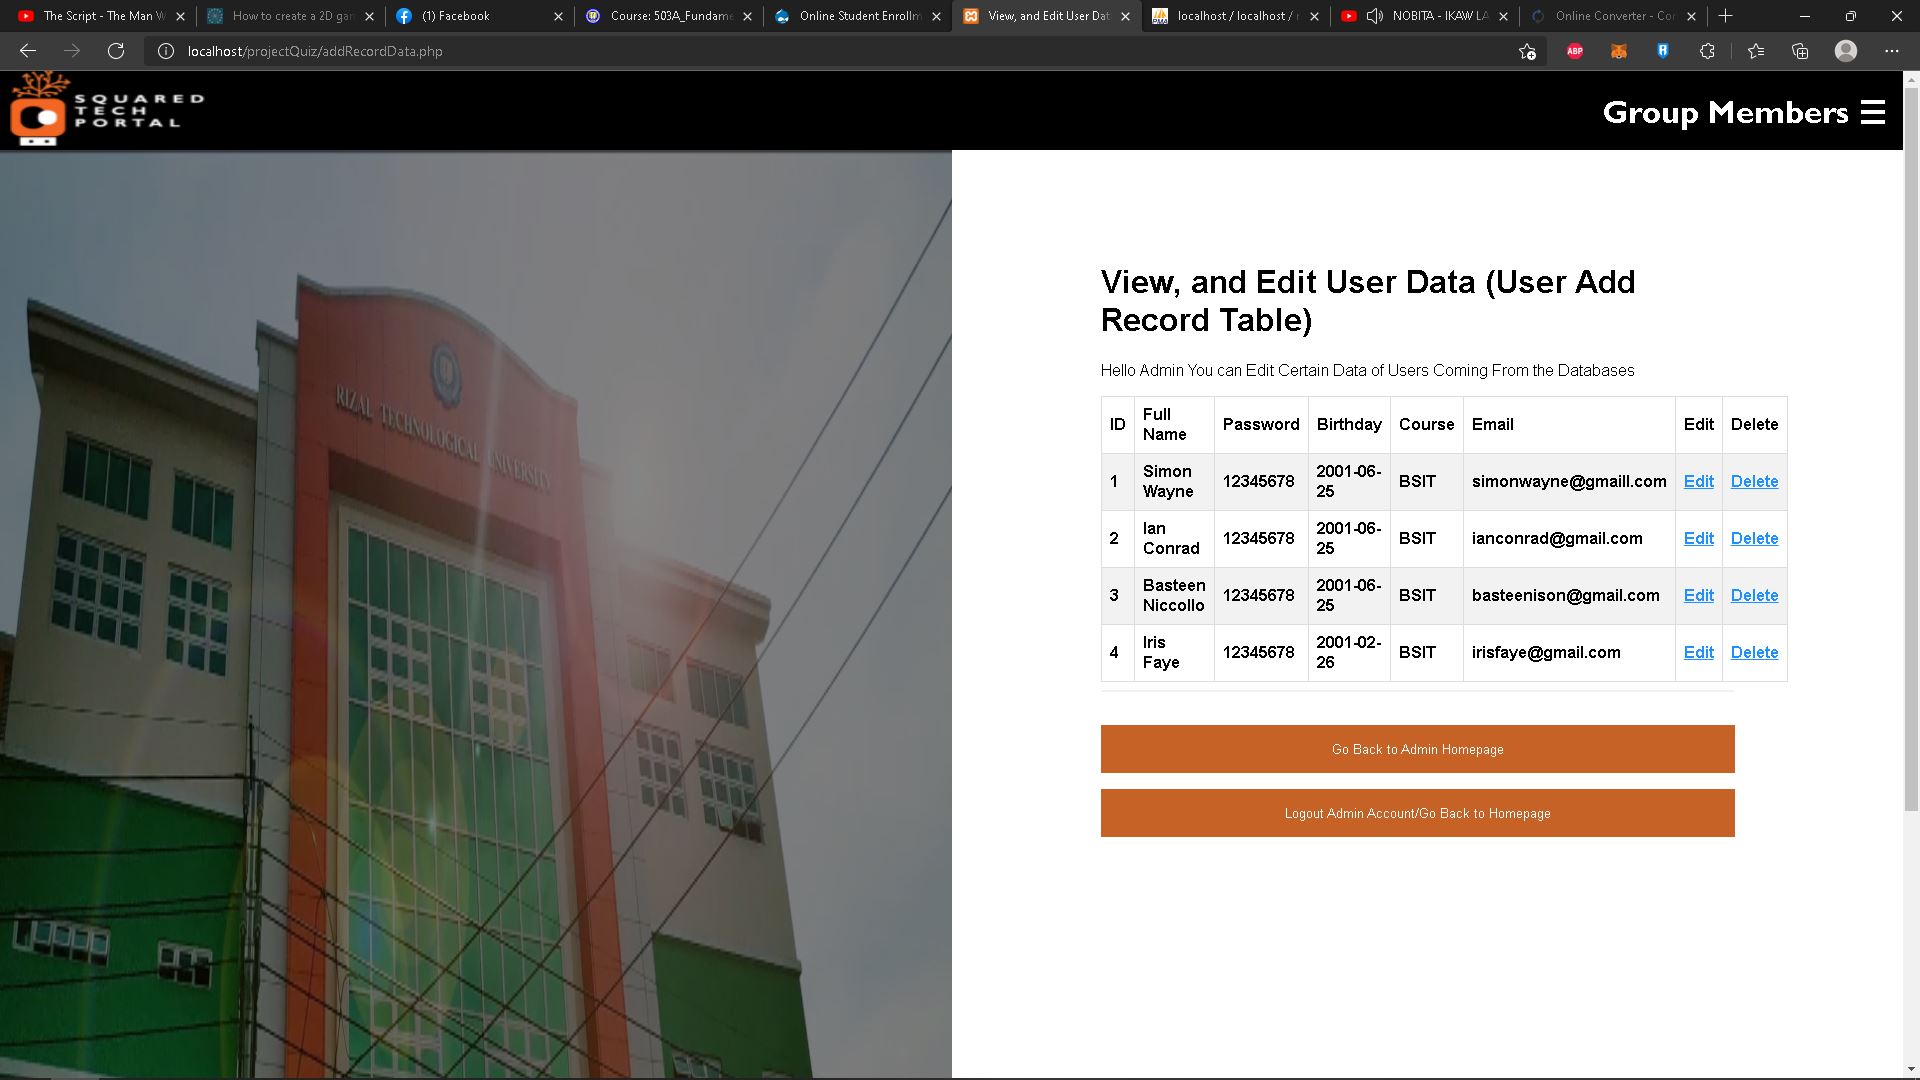 The Script - The Man W
How to create a 2D gam
(1) Facebook
Course: 503A_Fundame
Online Student Enrollm
View, and Edit User Dat
localhost / localhost /
NOBITA - IKAW LA
Online Converter - Con
localhost/projectQuiz/addRecordData.php
ABP
SQUARED
TECH
PORTAL
Group Members
RIZAL TECHNOLOGICAL UNIVERSITY
View, and Edit User Data (User Add
Record Table)
Hello Admin You can Edit Certain Data of Users Coming From the Databases
ID Full Name Password Birthday Course Email Edit Delete
1 Simon Wayne 12345678 2001-06-25 BSIT simonwayne@gmaill.com Edit Delete
2 Ian Conrad 12345678 2001-06-25 BSIT ianconrad@gmail.com Edit Delete
3 Basteen Niccollo 12345678 2001-06-25 BSIT basteenison@gmail.com Edit Delete
4 Iris Faye 12345678 2001-02-26 BSIT irisfaye@gmail.com Edit Delete
Go Back to Admin Homepage
Logout Admin Account/Go Back to Homepage